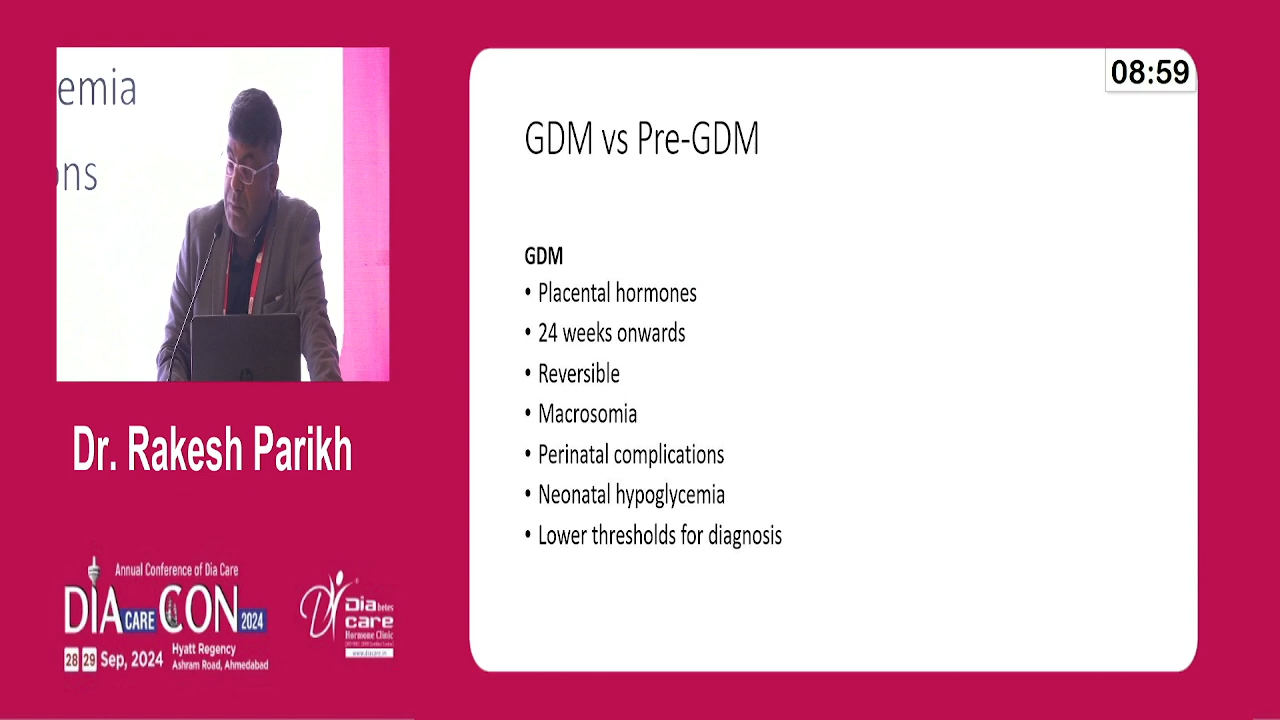 emia
ons
Dr. Rakesh Parikh
Annual Conference of Dia Care
DIA CARE CON 2024
28 29 Sep, 2024
Hyatt Regency
Ashram Road, Ahmedabad
Diabetes
care
Hormone Clinic
www.diacare.in
08:59
GDM vs Pre-GDM
GDM
• Placental hormones
• 24 weeks onwards
• Reversible
• Macrosomia
• Perinatal complications
• Neonatal hypoglycemia
• Lower thresholds for diagnosis